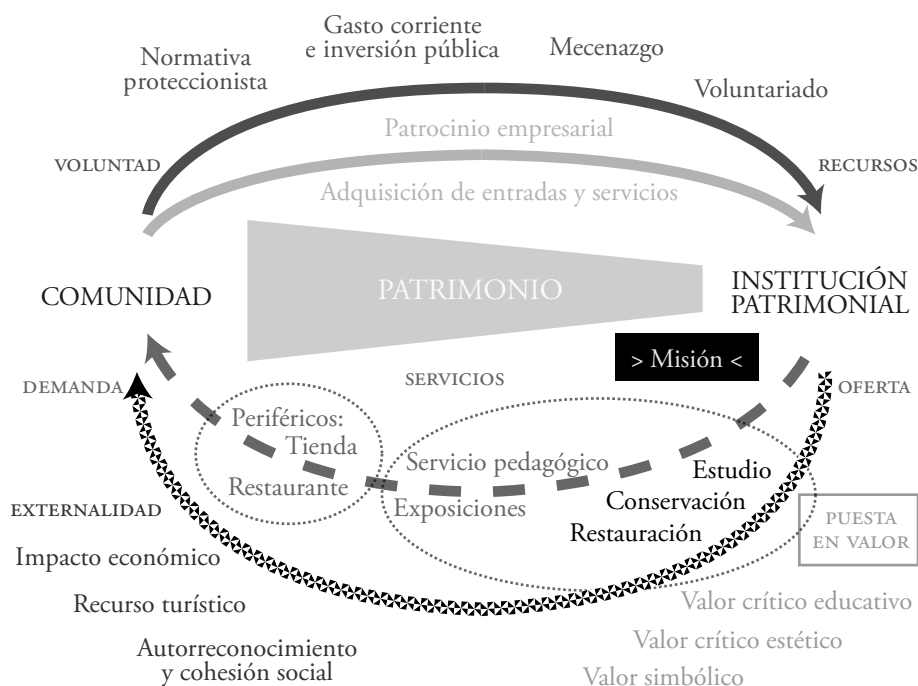 Gasto corriente
e inversión pública
Mecenazgo
Normativa
proteccionista
Voluntariado
Patrocinio empresarial
VOLUNTAD
RECURSOS
Adquisición de entradas y servicios
COMUNIDAD
PATRIMONIO
INSTITUCIÓN
PATRIMONIAL
> Misión <
DEMANDA
SERVICIOS
OFERTA
Periféricos:
Tienda
Restaurante
Servicio pedagógico
Exposiciones
Estudio
Conservación
Restauración
EXTERNALIDAD
PUESTA
EN VALOR
Impacto económico
Recurso turístico
Autorreconocimiento
y cohesión social
Valor crítico educativo
Valor crítico estético
Valor simbólico